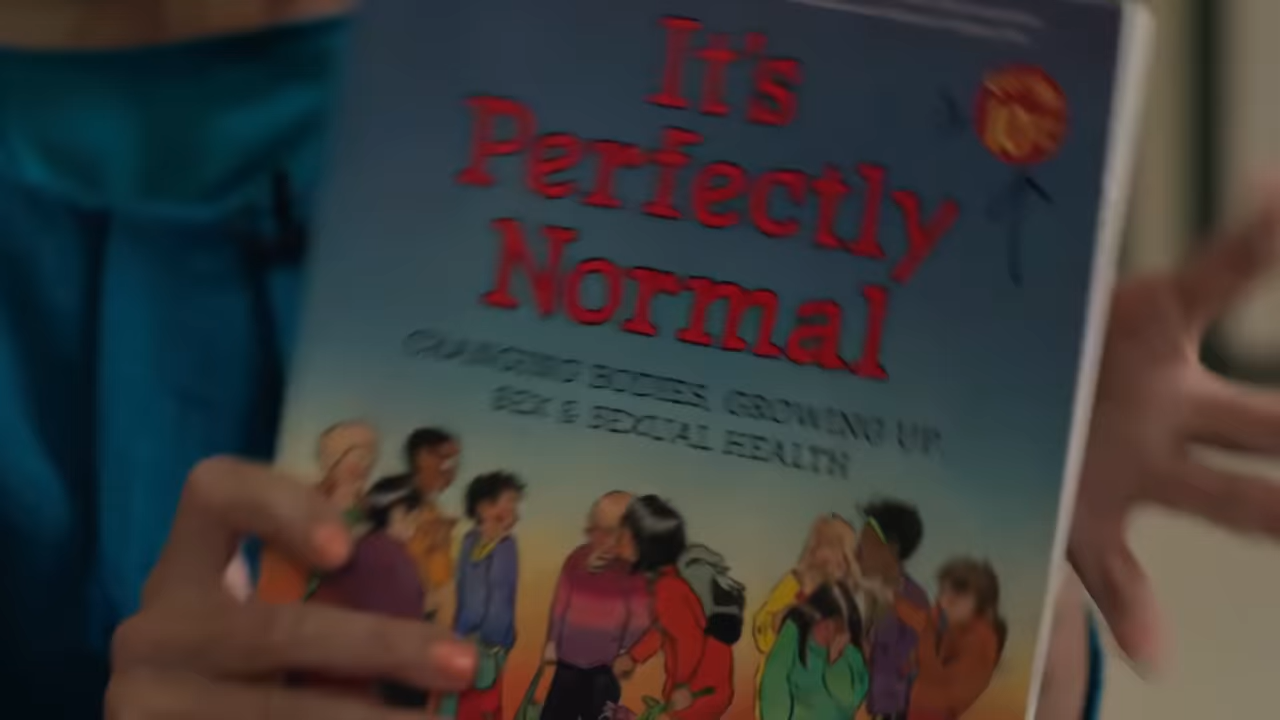 It's
Perfectly
Normal
CHANGING BODIES, GROWING UP,
SEX & SEXUAL HEALTH